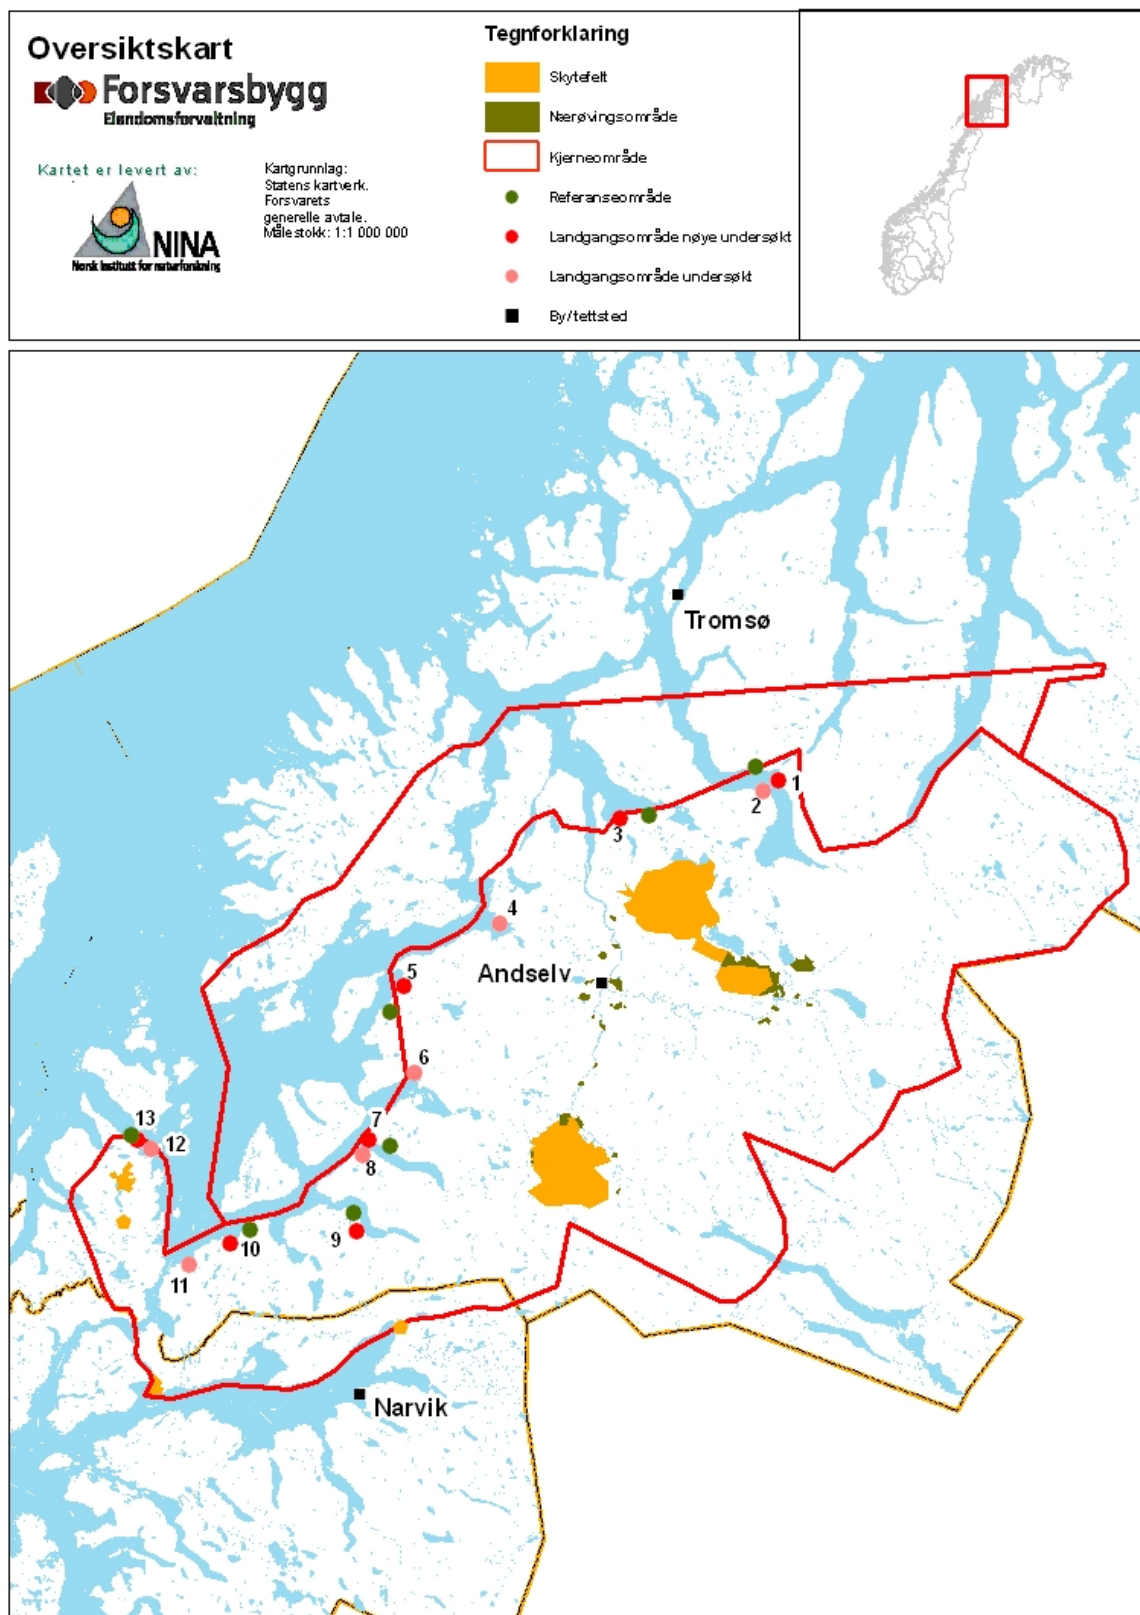 Oversiktskart
Forsvarsbygg
Eiendomsforvaltning
Kartet er levert av:
NINA
Norsk institutt for naturforskning
Kartgrunnlag:
Statens kartverk.
Forsvarets
generelle avtale.
Målestokk: 1:1 000 000
Tegnforklaring
Skytefelt
Nærøvingsområde
Kjerneområde
Referanseområde
Landgangsområde nøye undersøkt
Landgangsområde undersøkt
By/tettsted
Tromsø
1
2
3
4
Andselv
5
6
7
13
12
8
9
10
11
Narvik